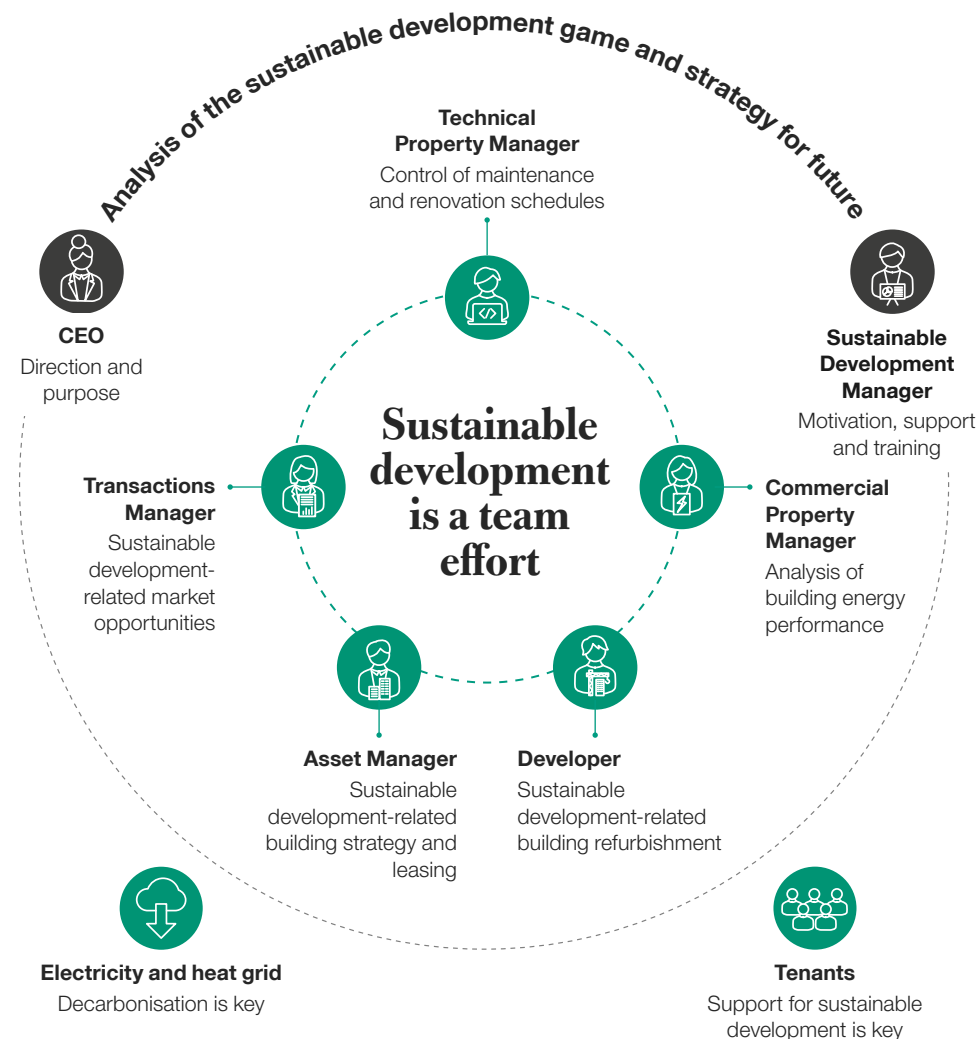 Analysis of the sustainable development game and strategy for future
Technical
Property Manager
Control of maintenance
and renovation schedules
CEO
Direction and
purpose
Sustainable
Development
Manager
Motivation, support
and training
Sustainable
development
is a team
effort
Transactions
Manager
Sustainable
development-
related market
opportunities
Commercial
Property
Manager
Analysis of
building energy
performance
Asset Manager
Sustainable
development-related
building strategy and
leasing
Developer
Sustainable
development-related
building refurbishment
Electricity and heat grid
Decarbonisation is key
Tenants
Support for sustainable
development is key